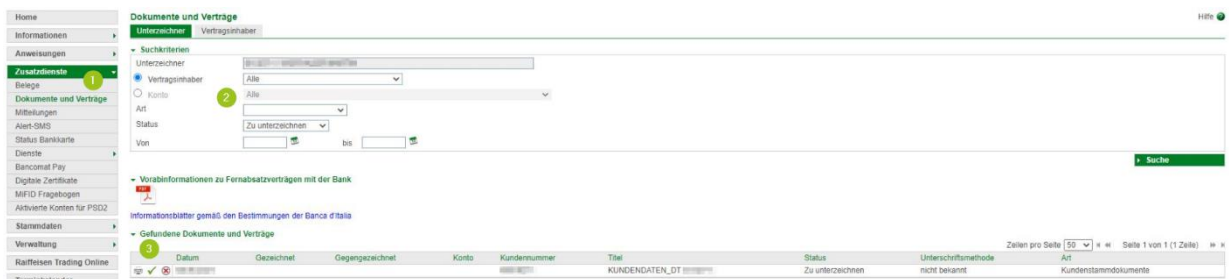 Home
Informationen
Anweisungen
Zusatzdienste
1
Belege
Dokumente und Verträge
Mitteilungen
Alert-SMS
Status Bankkarte
Dienste
Bancomat Pay
Digitale Zertifikate
MiFID Fragebogen
Aktivierte Konten für PSD2
Stammdaten
Verwaltung
Raiffeisen Trading Online
Dokumente und Verträge
Hilfe
Unterzeichner Vertragsinhaber
Suchkriterien
Unterzeichner
Vertragsinhaber Alle
Konto 2 Alle
Art
Status Zu unterzeichnen
Von bis
Suche
Vorabinformationen zu Fernabsatzverträgen mit der Bank
PDF
Informationsblätter gemäß den Bestimmungen der Banca d'Italia
Gefundene Dokumente und Verträge
3
Zeilen pro Seite 50 Seite 1 von 1 (1 Zeile)
Datum Gezeichnet Gegengezeichnet Konto Kundennummer Titel Status Unterschriftsmethode Art
KUNDENDATEN_DT Zu unterzeichnen nicht bekannt Kundenstammdokumente